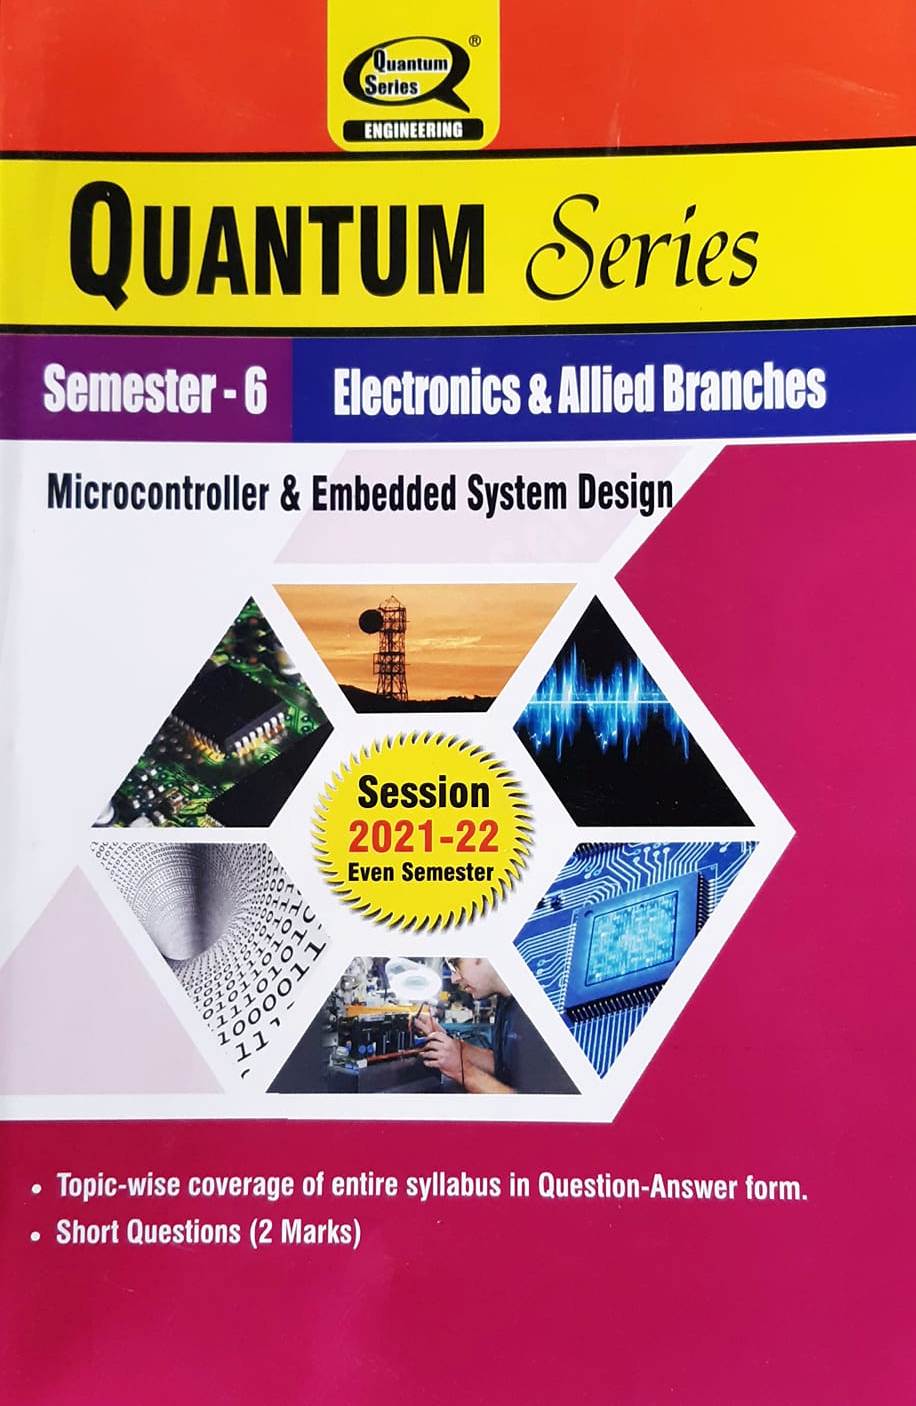 Quantum
Series
®
ENGINEERING
QUANTUM Series
Semester - 6
Electronics & Allied Branches
Microcontroller & Embedded System Design
Session
2021-22
Even Semester
• Topic-wise coverage of entire syllabus in Question-Answer form.
• Short Questions (2 Marks)